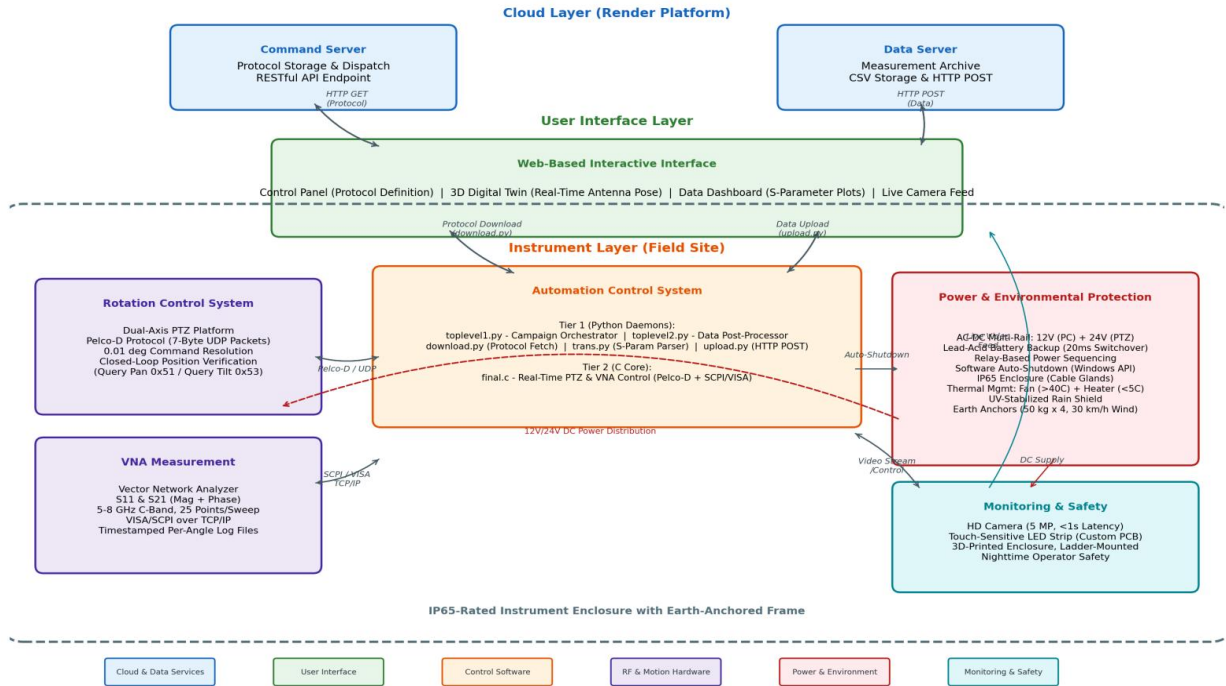 Cloud Layer (Render Platform)
Command Server
Protocol Storage & Dispatch
RESTful API Endpoint
HTTP GET
(Protocol)
Data Server
Measurement Archive
CSV Storage & HTTP POST
HTTP POST
(Data)
User Interface Layer
Web-Based Interactive Interface
Control Panel (Protocol Definition) | 3D Digital Twin (Real-Time Antenna Pose) | Data Dashboard (S-Parameter Plots) | Live Camera Feed
Protocol Download
(download.py)
Data Upload
(upload.py)
Instrument Layer (Field Site)
Rotation Control System
Dual-Axis PTZ Platform
Pelco-D Protocol (7-Byte UDP Packets)
0.01 deg Command Resolution
Closed-Loop Position Verification
(Query Pan 0x51 / Query Tilt 0x53)
Pelco-D / UDP
Automation Control System
Tier 1 (Python Daemons):
toplevel1.py - Campaign Orchestrator | toplevel2.py - Data Post-Processor
download.py (Protocol Fetch) | trans.py (S-Param Parser) | upload.py (HTTP POST)
Tier 2 (C Core):
final.c - Real-Time PTZ & VNA Control (Pelco-D + SCPI/VISA)
Auto-Shutdown
12V/24V DC Power Distribution
Power & Environmental Protection
AC-DC Multi-Rail: 12V (PC) + 24V (PTZ)
Lead-Acid Battery Backup (20ms Switchover)
Relay-Based Power Sequencing
Software Auto-Shutdown (Windows API)
IP65 Enclosure (Cable Glands)
Thermal Mgmt: Fan (>40C) + Heater (<5C)
UV-Stabilized Rain Shield
Earth Anchors (50 kg x 4, 30 km/h Wind)
VNA Measurement
Vector Network Analyzer
S11 & S21 (Mag + Phase)
5-8 GHz C-Band, 25 Points/Sweep
VISA/SCPI over TCP/IP
Timestamped Per-Angle Log Files
SCPI / VISA
TCP/IP
Video Stream
/Control
DC Supply
Monitoring & Safety
HD Camera (5 MP, <1s Latency)
Touch-Sensitive LED Strip (Custom PCB)
3D-Printed Enclosure, Ladder-Mounted
Nighttime Operator Safety
IP65-Rated Instrument Enclosure with Earth-Anchored Frame
Cloud & Data Services
User Interface
Control Software
RF & Motion Hardware
Power & Environment
Monitoring & Safety